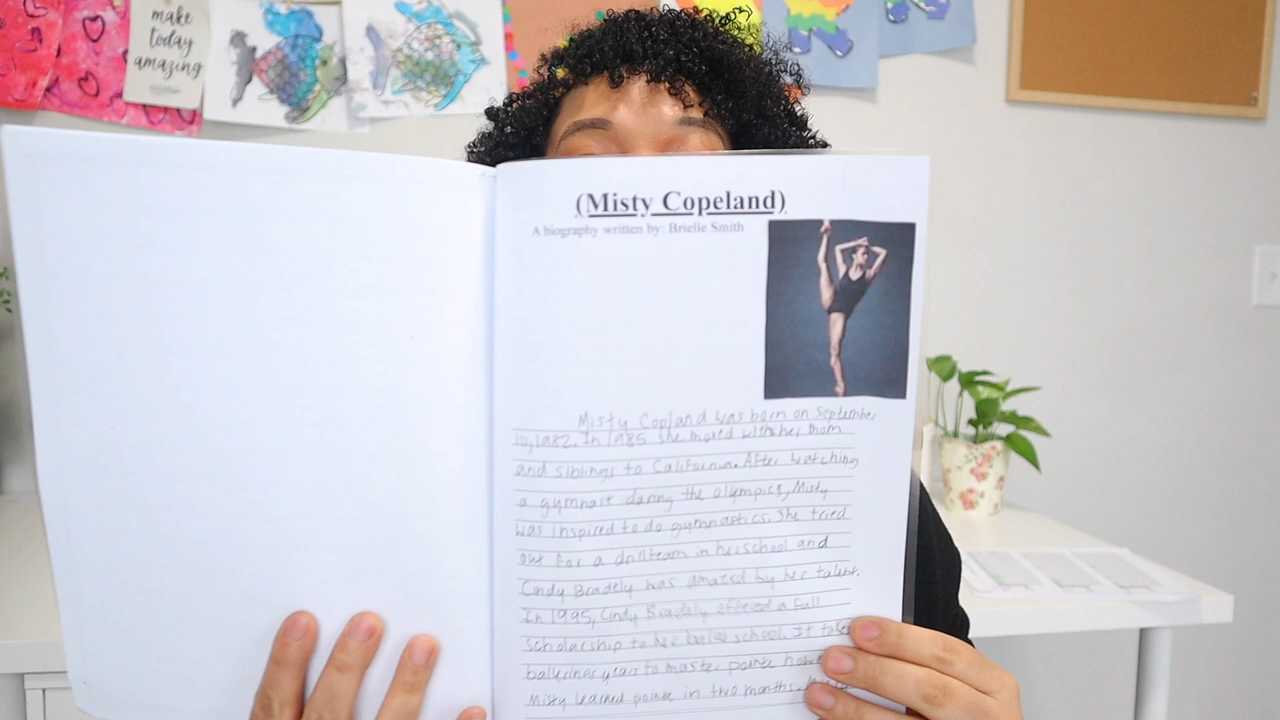 make
today
amazing
(Misty Copeland)
A biography written by: Brielle Smith
Misty Copland was born on September
10,1982. In 1985 she moved with her mom
and siblings to California. After watching
a gymnast daring the olympics, Misty
was inspired to do gymnastics. She tried
out for a drillteam in her school and
Cindy Bradely was amazed by her talent.
In 1995, Cindy Bradely offered a full
scholarship to her ballet school. It takes
years to master pointe
Misty learned pointe in two months.